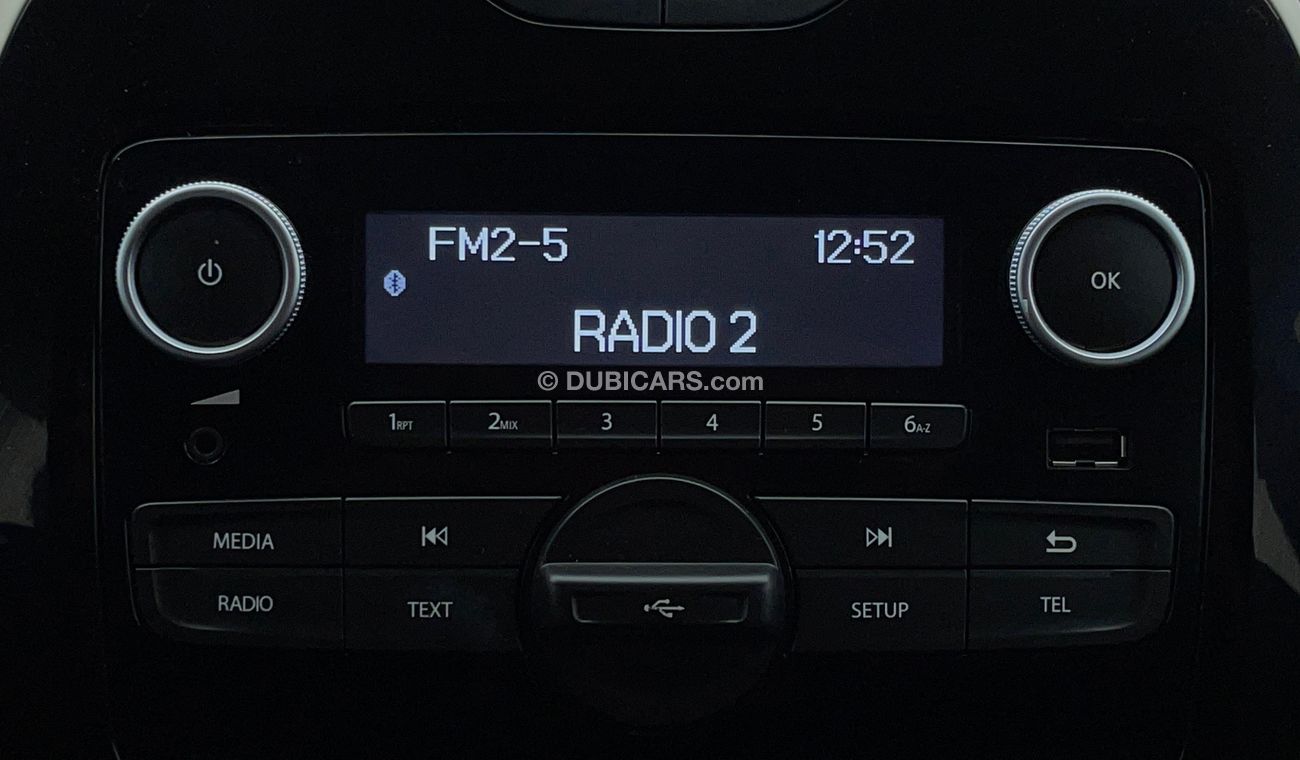 FM2-5 12:52
RADIO 2
© DUBICARS.com
OK
1RPT 2MIX 3 4 5 6A-Z
MEDIA
RADIO TEXT SETUP TEL